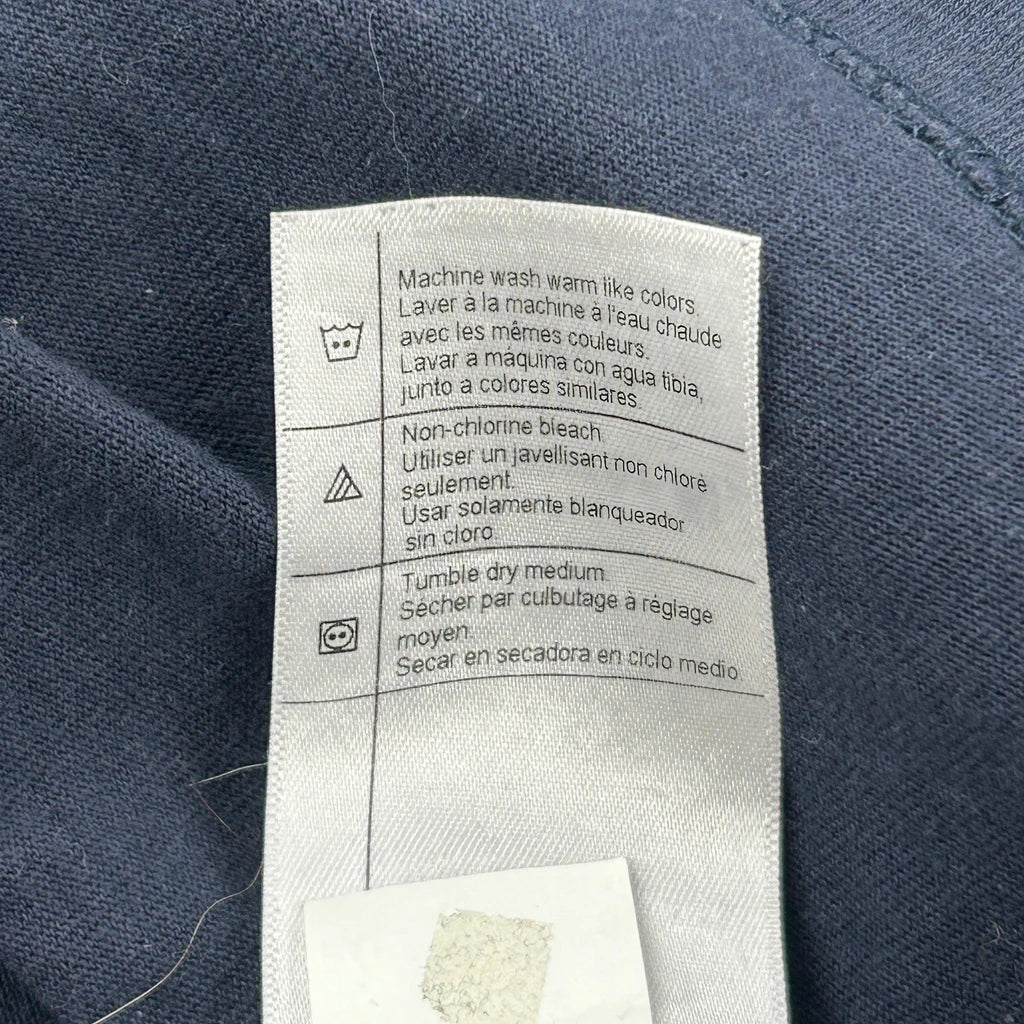 Machine wash warm like colors.
Laver à la machine à l'eau chaude
avec les mêmes couleurs.
Lavar a máquina con agua tibia,
junto a colores similares.
Non-chlorine bleach.
Utiliser un javellisant non chloré
seulement.
Usar solamente blanqueador
sin cloro.
Tumble dry medium.
Sécher par culbutage à réglage
moyen.
Secar en secadora en ciclo medio.